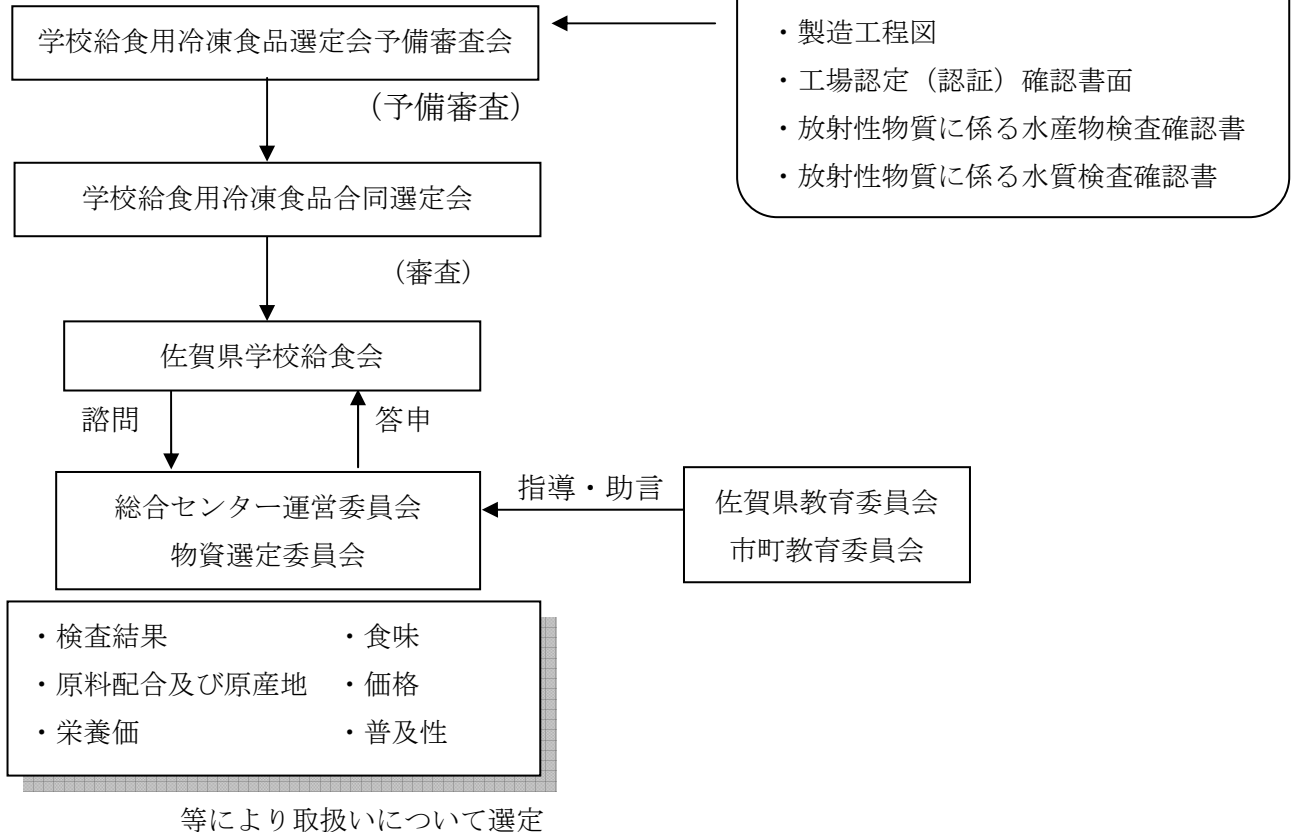 学校給食用冷凍食品選定会予備審査会
・製造工程図
・工場認定（認証）確認書面
・放射性物質に係る水産物検査確認書
・放射性物質に係る水質検査確認書
（予備審査）
学校給食用冷凍食品合同選定会
（審査）
佐賀県学校給食会
諮問
答申
総合センター運営委員会
物資選定委員会
指導・助言
佐賀県教育委員会
市町教育委員会
・検査結果
・食味
・原料配合及び原産地
・価格
・栄養価
・普及性
等により取扱いについて選定